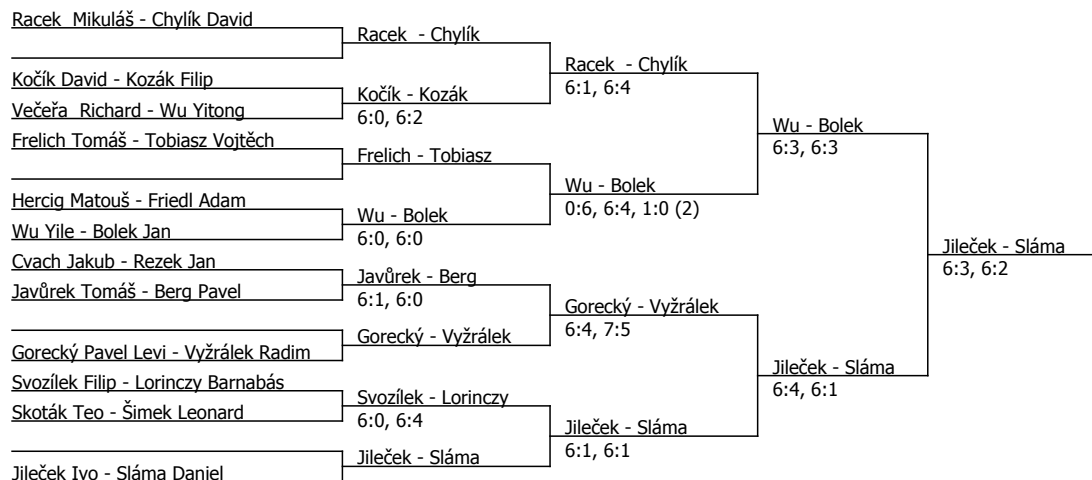 Racek  Mikuláš - Chylík David
Kočík David - Kozák Filip
Večeřa  Richard - Wu Yitong
Frelich Tomáš - Tobiasz Vojtěch
Hercig Matouš - Friedl Adam
Wu Yile - Bolek Jan
Cvach Jakub - Rezek Jan
Javůrek Tomáš - Berg Pavel
Gorecký Pavel Levi - Vyžrálek Radim
Svozílek Filip - Lorinczy Barnabás
Skoták Teo - Šimek Leonard
Jileček Ivo - Sláma Daniel
Racek  - Chylík
Kočík - Kozák
6:0, 6:2
Frelich - Tobiasz
Wu - Bolek
6:0, 6:0
Javůrek - Berg
6:1, 6:0
Gorecký - Vyžrálek
Svozílek - Lorinczy
6:0, 6:4
Jileček - Sláma
Racek  - Chylík
6:1, 6:4
Wu - Bolek
0:6, 6:4, 1:0 (2)
Gorecký - Vyžrálek
6:4, 7:5
Jileček - Sláma
6:1, 6:1
Wu - Bolek
6:3, 6:3
Jileček - Sláma
6:4, 6:1
Jileček - Sláma
6:3, 6:2